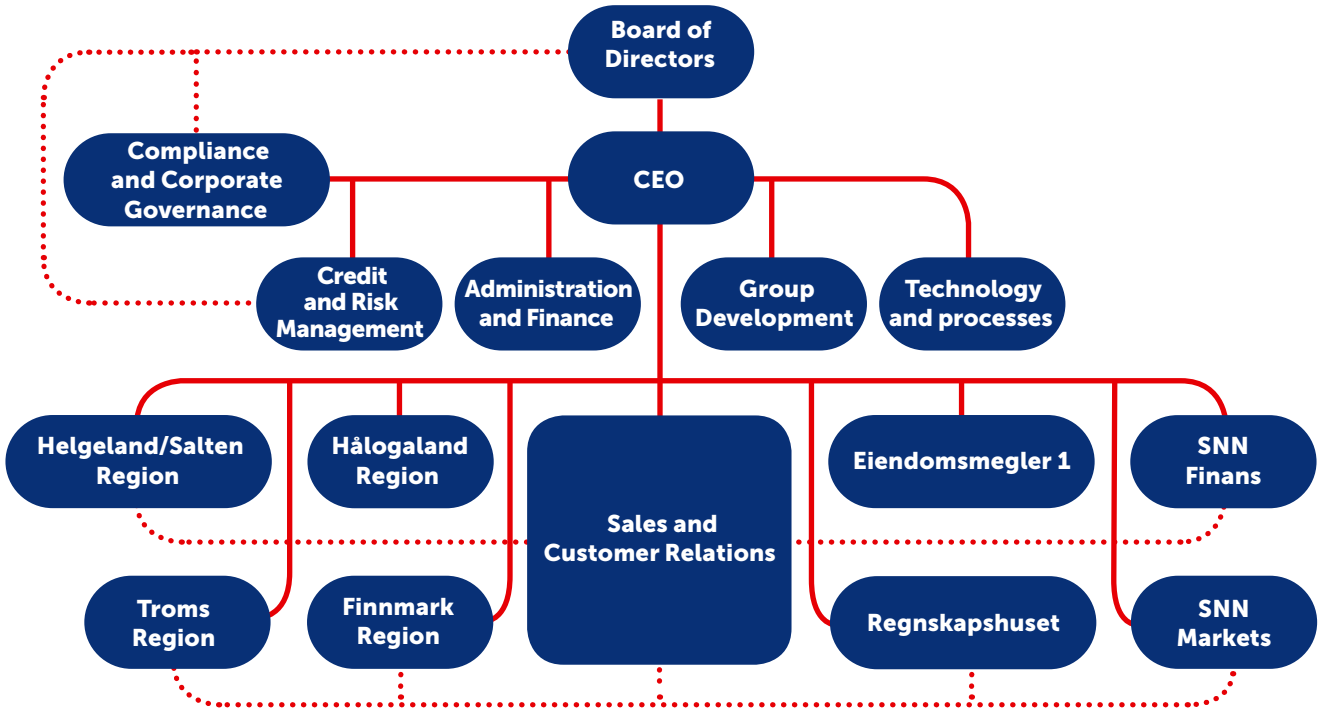 Board of
Directors
Compliance
and Corporate
Governance
CEO
Credit
and Risk
Management
Administration
and Finance
Group
Development
Technology
and processes
Helgeland/Salten
Region
Hålogaland
Region
Sales and
Customer Relations
Eiendomsmegler 1
SNN
Finans
Troms
Region
Finnmark
Region
Regnskapshuset
SNN
Markets